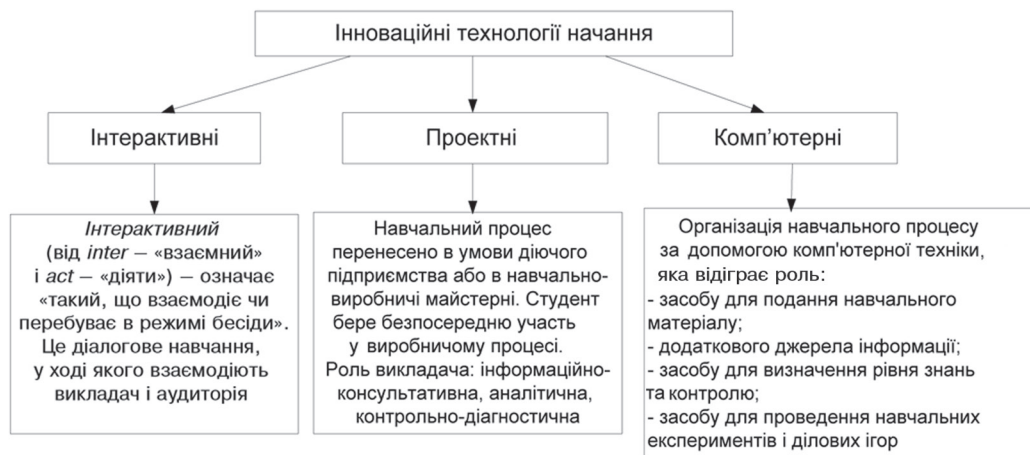 Інноваційні технології начання
Інтерактивні
Проектні
Комп’ютерні
Інтерактивний
(від inter – «взаємний»
і act – «діяти») – означає
«такий, що взаємодіє чи
перебуває в режимі бесіди».
Це діалогове навчання,
у ході якого взаємодіють
викладач і аудиторія
Навчальний процес
перенесено в умови діючого
підприємства або в навчально-
виробничі майстерні. Студент
бере безпосередню участь
у виробничому процесі.
Роль викладача: інформаційно-
консультативна, аналітична,
контрольно-діагностична
Організація навчального процесу
за допомогою комп'ютерної техніки,
яка відіграє роль:
- засобу для подання навчального
матеріалу;
- додаткового джерела інформації;
- засобу для визначення рівня знань
та контролю;
- засобу для проведення навчальних
експериментів і ділових ігор